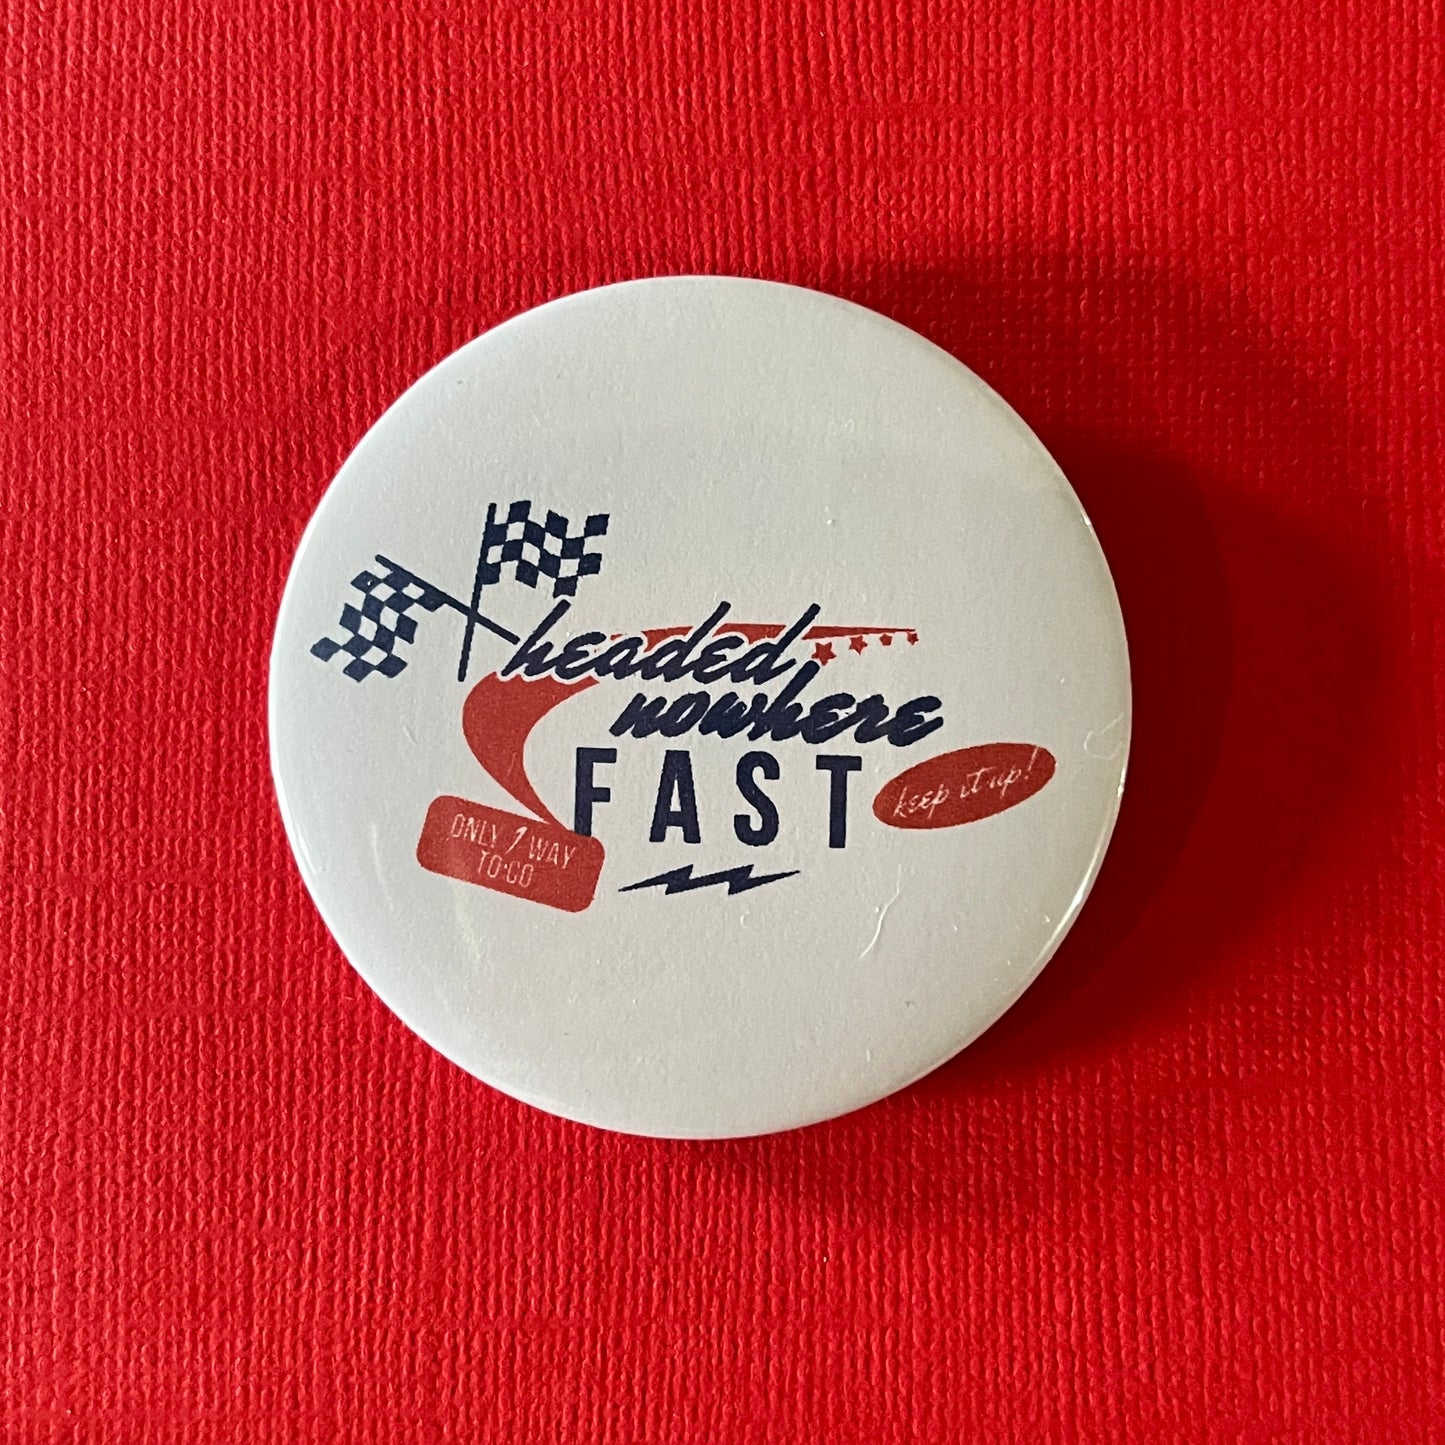 headed
nowhere
FAST
keep it up!
ONLY 1 WAY
TO GO